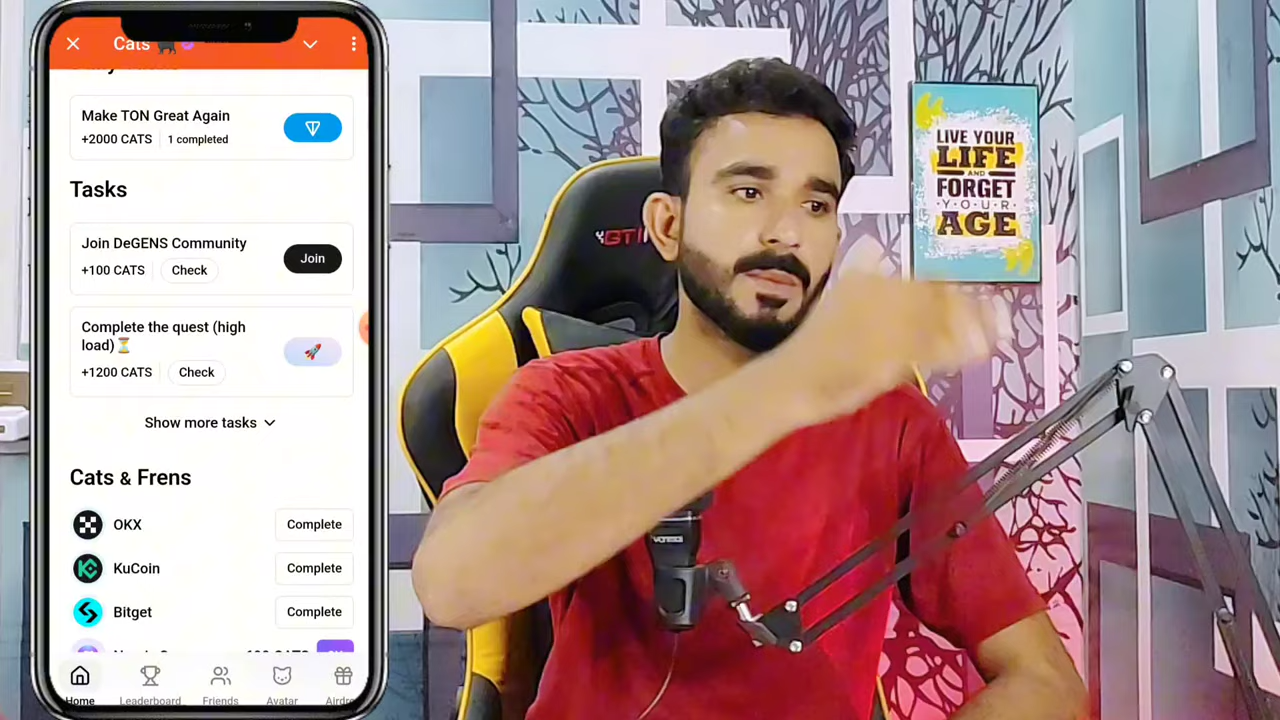 Cats
Make TON Great Again
+2000 CATS 1 completed
Tasks
Join DeGENS Community
+100 CATS Check
Join
Complete the quest (high
load)⏳
+1200 CATS Check
Show more tasks
Cats & Frens
OKX Complete
KuCoin Complete
Bitget Complete
Home Leaderboard Friends Avatar
LIVE YOUR
LIFE
AND
FORGET
YOUR
AGE